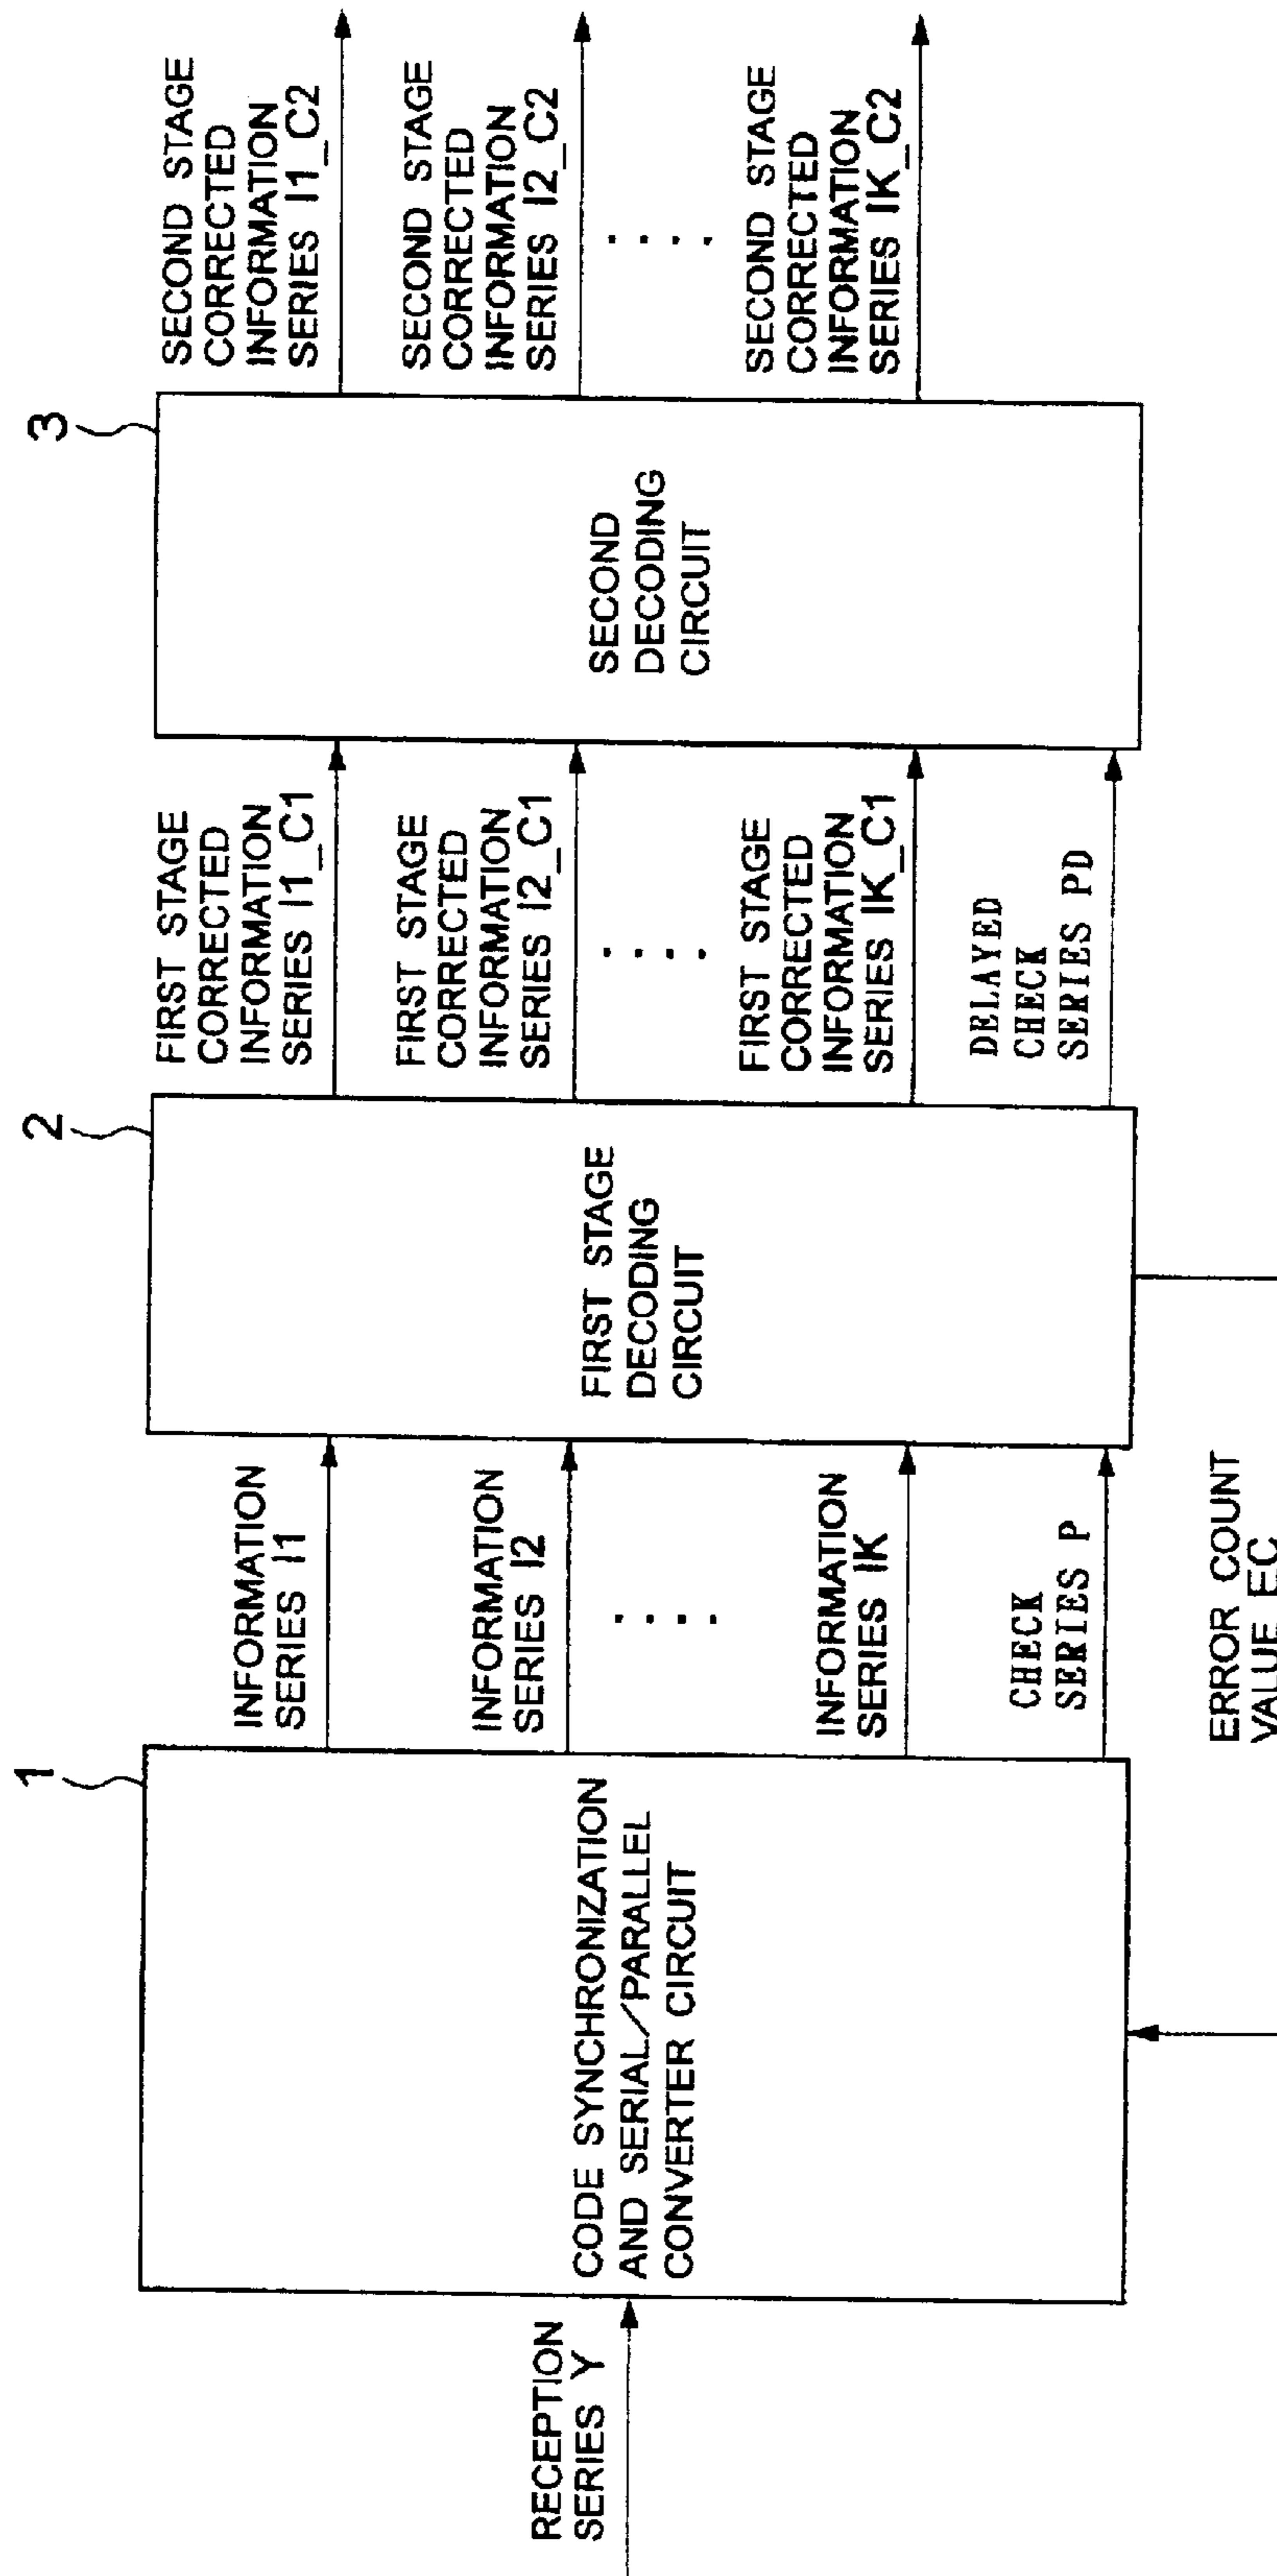 RECEPTION
SERIES Y
1
CODE SYNCHRONIZATION
AND SERIAL/PARALLEL
CONVERTER CIRCUIT
INFORMATION
SERIES I1
INFORMATION
SERIES I2
....
INFORMATION
SERIES IK
CHECK
SERIES P
ERROR COUNT
VALUE EC
2
FIRST STAGE
DECODING
CIRCUIT
FIRST STAGE
CORRECTED
INFORMATION
SERIES I1_C1
FIRST STAGE
CORRECTED
INFORMATION
SERIES I2_C1
....
FIRST STAGE
CORRECTED
INFORMATION
SERIES IK_C1
DELAYED
CHECK
SERIES PD
3
SECOND
DECODING
CIRCUIT
SECOND STAGE
CORRECTED
INFORMATION
SERIES I1_C2
SECOND STAGE
CORRECTED
INFORMATION
SERIES I2_C2
....
SECOND STAGE
CORRECTED
INFORMATION
SERIES IK_C2